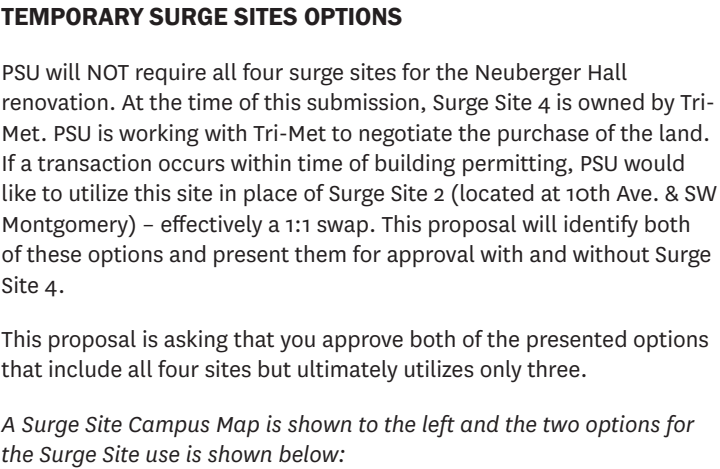 TEMPORARY SURGE SITES OPTIONS
PSU will NOT require all four surge sites for the Neuberger Hall
renovation. At the time of this submission, Surge Site 4 is owned by Tri-
Met. PSU is working with Tri-Met to negotiate the purchase of the land.
If a transaction occurs within time of building permitting, PSU would
like to utilize this site in place of Surge Site 2 (located at 10th Ave. & SW
Montgomery) – effectively a 1:1 swap. This proposal will identify both
of these options and present them for approval with and without Surge
Site 4.
This proposal is asking that you approve both of the presented options
that include all four sites but ultimately utilizes only three.
A Surge Site Campus Map is shown to the left and the two options for
the Surge Site use is shown below: